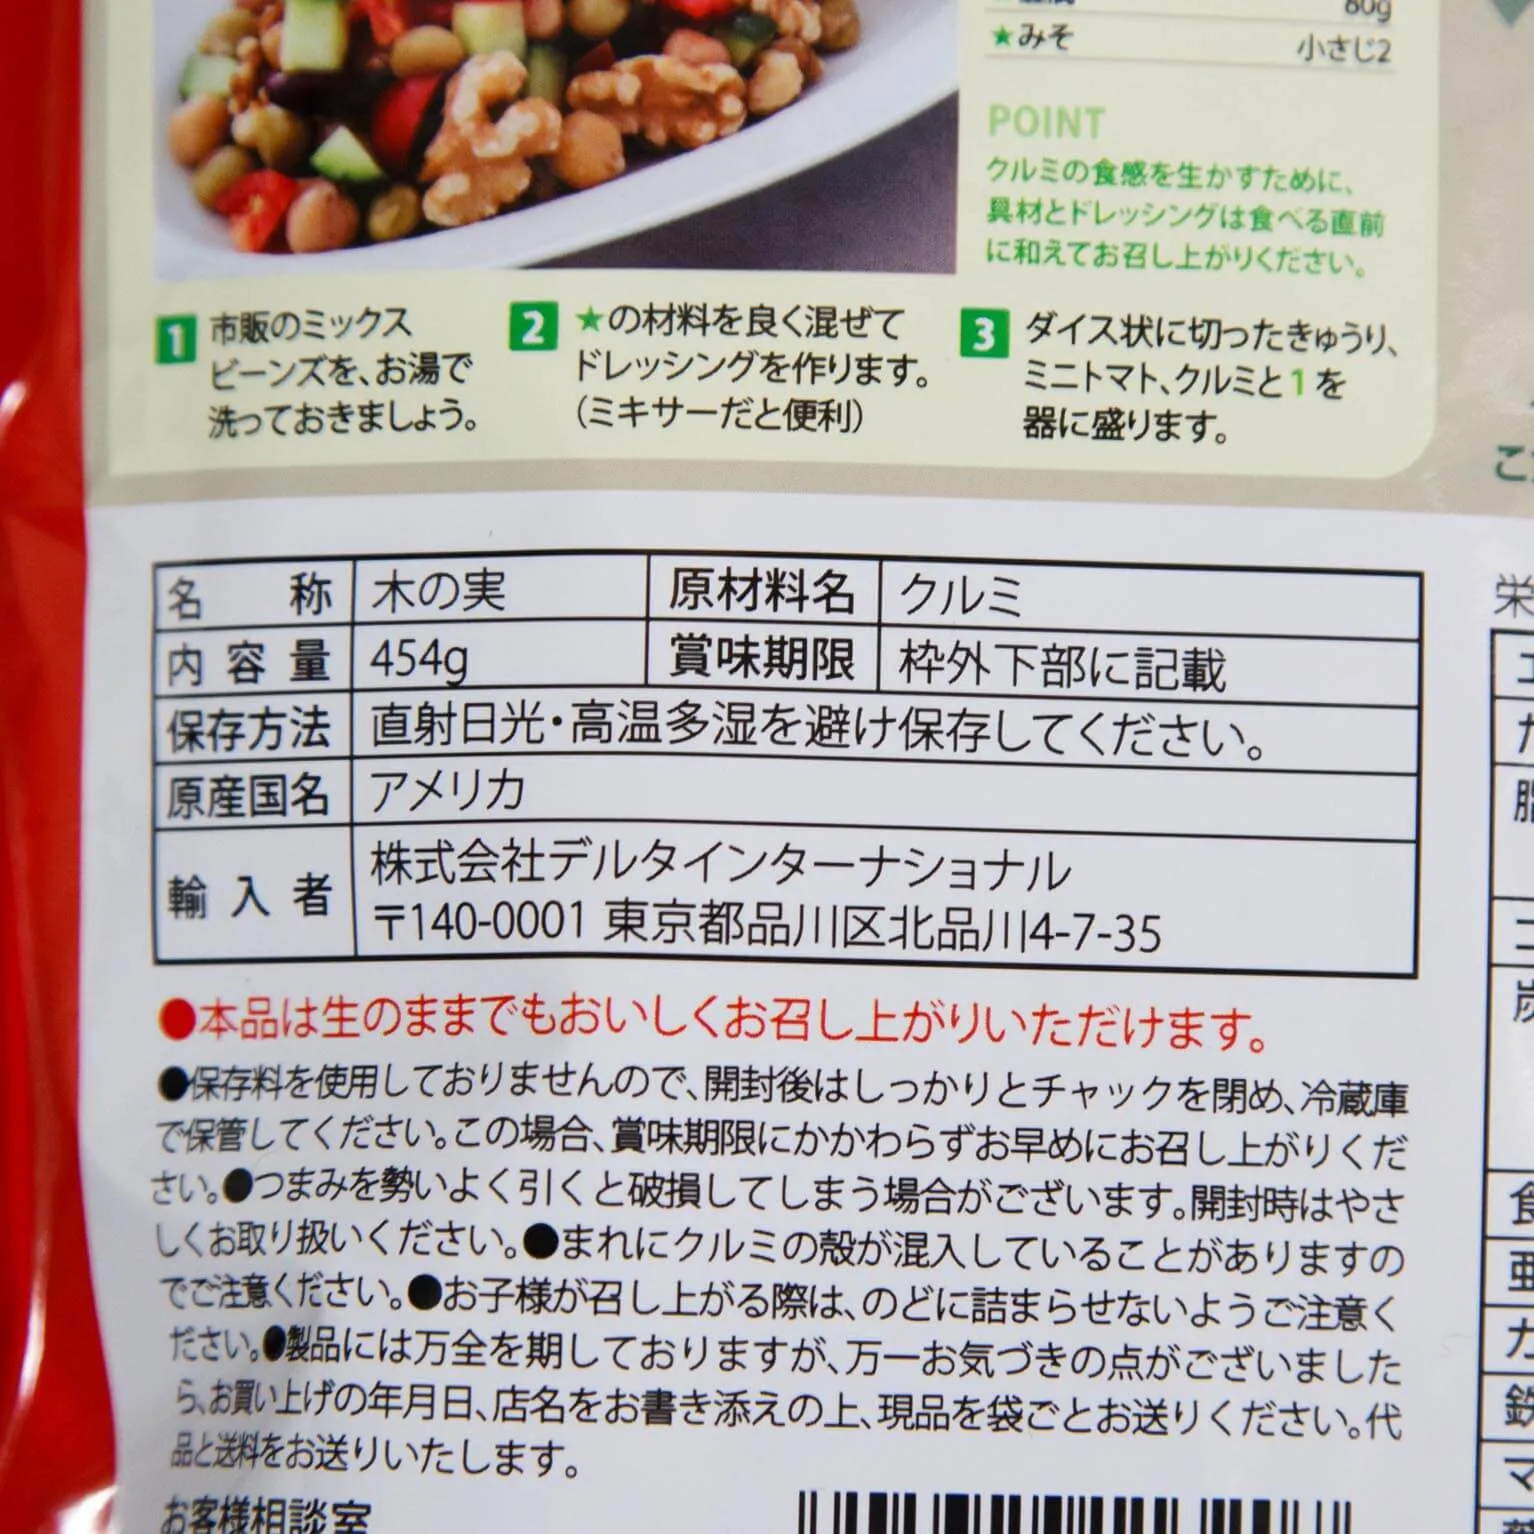 80g
★みそ 小さじ2
POINT
クルミの食感を生かすために、
具材とドレッシングは食べる直前
に和えてお召し上がりください。
1 市販のミックス
ビーンズを、お湯で
洗っておきましょう。
2 ★の材料を良く混ぜて
ドレッシングを作ります。
(ミキサーだと便利)
3 ダイス状に切ったきゅうり、
ミニトマト、クルミと1を
器に盛ります。
名称 木の実 原材料名 クルミ
内容量 454g 賞味期限 枠外下部に記載
保存方法 直射日光・高温多湿を避け保存してください。
原産国名 アメリカ
輸入者 株式会社デルタインターナショナル
〒140-0001 東京都品川区北品川4-7-35
●本品は生のままでもおいしくお召し上がりいただけます。
●保存料を使用しておりませんので、開封後はしっかりとチャックを閉め、冷蔵庫
で保管してください。この場合、賞味期限にかかわらずお早めにお召し上がりくだ
さい。●つまみを勢いよく引くと破損してしまう場合がございます。開封時はやさ
しくお取り扱いください。●まれにクルミの殻が混入していることがありますの
でご注意ください。●お子様が召し上がる際は、のどに詰まらせないようご注意く
ださい。●製品には万全を期しておりますが、万一お気づきの点がございました
ら、お買い上げの年月日、店名をお書き添えの上、現品を袋ごとお送りください。代
品と送料をお送りいたします。
お客様相談室